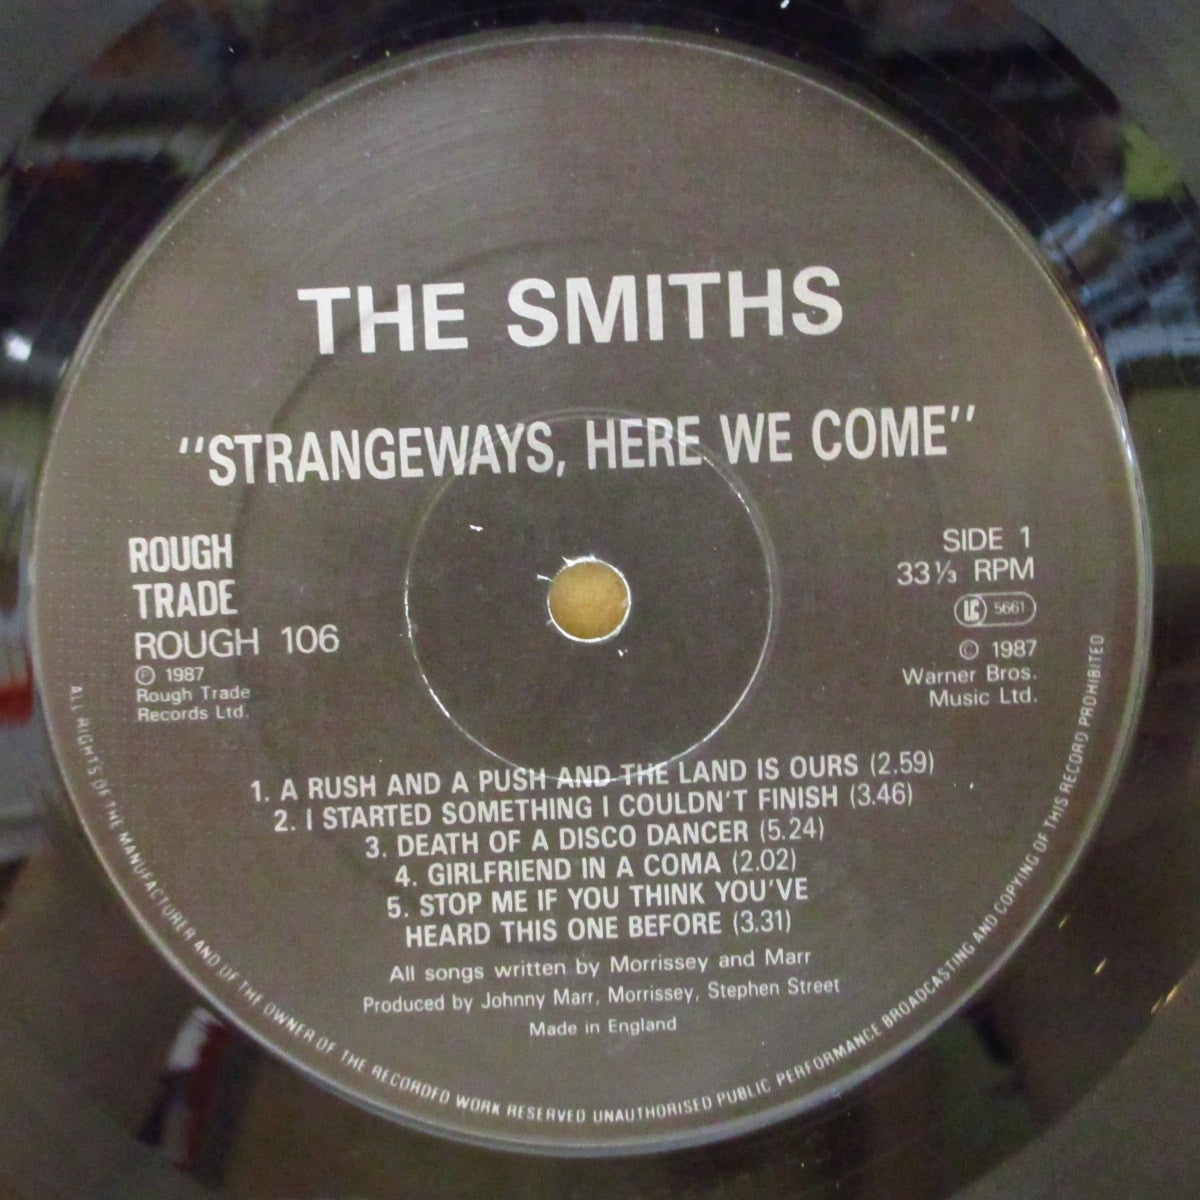 THE SMITHS
"STRANGEWAYS, HERE WE COME"
ROUGH
TRADE
ROUGH 106
℗ 1987
Rough Trade
Records Ltd.
SIDE 1
33⅓ RPM
LC 5661
© 1987
Warner Bros.
Music Ltd.
1. A RUSH AND A PUSH AND THE LAND IS OURS (2.59)
2. I STARTED SOMETHING I COULDN'T FINISH (3.46)
3. DEATH OF A DISCO DANCER (5.24)
4. GIRLFRIEND IN A COMA (2.02)
5. STOP ME IF YOU THINK YOU'VE
HEARD THIS ONE BEFORE (3.31)
All songs written by Morrissey and Marr
Produced by Johnny Marr, Morrissey, Stephen Street
Made in England
ALL RIGHTS OF THE MANUFACTURER AND OF THE OWNER OF THE RECORDED WORK RESERVED UNAUTHORISED PUBLIC PERFORMANCE BROADCASTING AND COPYING OF THIS RECORD PROHIBITED